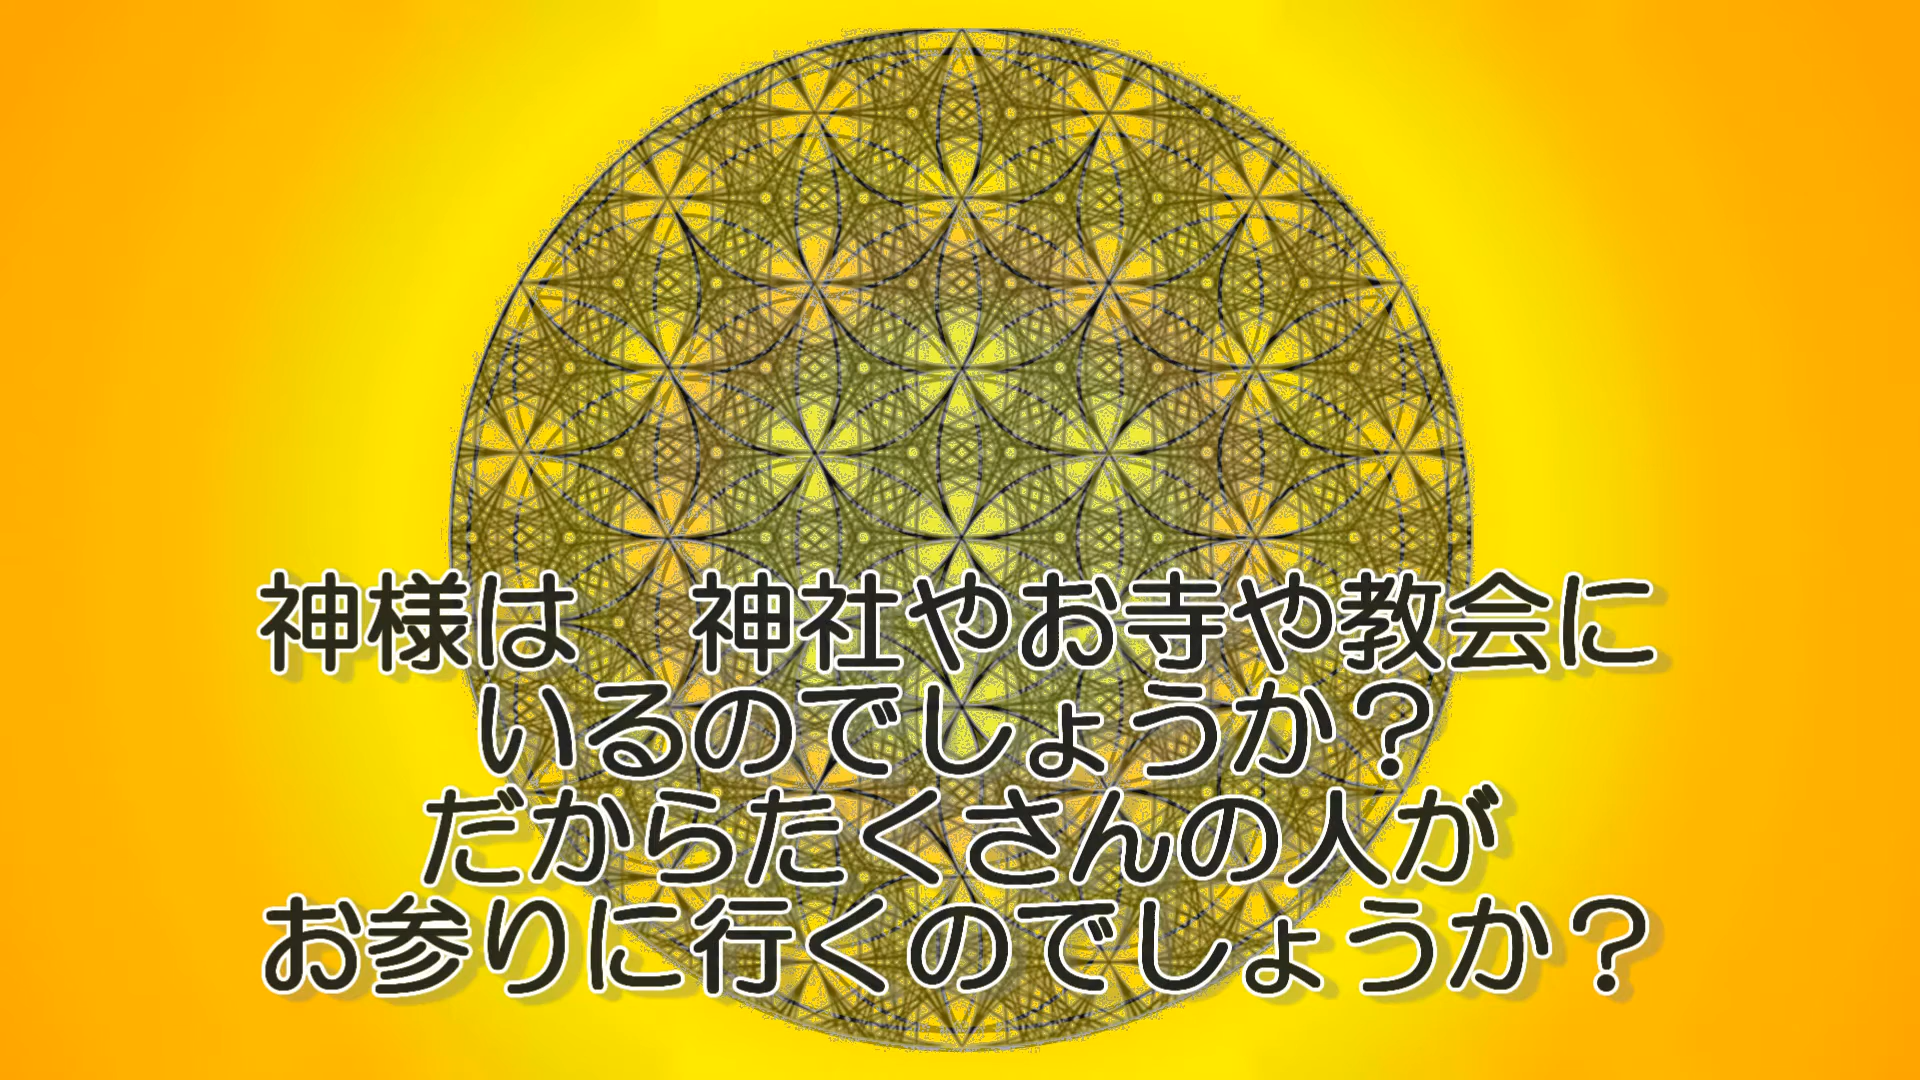 神様は　神社やお寺や教会に
いるのでしょうか？
だからたくさんの人が
お参りに行くのでしょうか？